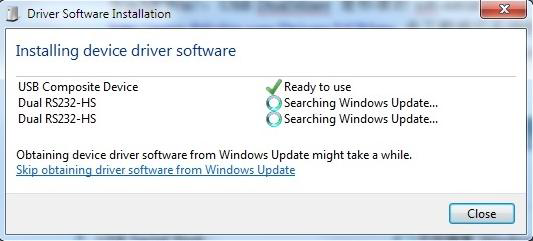 Driver Software Installation
Installing device driver software
USB Composite Device Ready to use
Dual RS232-HS Searching Windows Update...
Dual RS232-HS Searching Windows Update...
Obtaining device driver software from Windows Update might take a while.
Skip obtaining driver software from Windows Update
Close